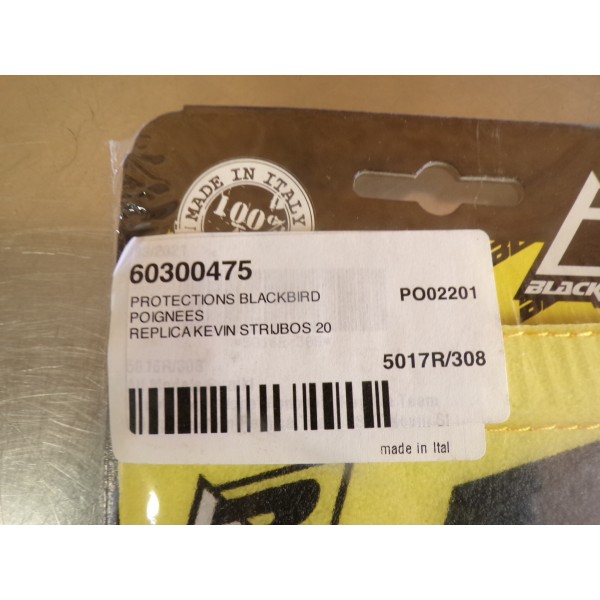 MADE IN ITALY
100%
60300475
PROTECTIONS BLACKBIRD
POIGNEES
REPLICA KEVIN STRIJBOS 20
PO02201
5017R/308
made in Ital
BLACK